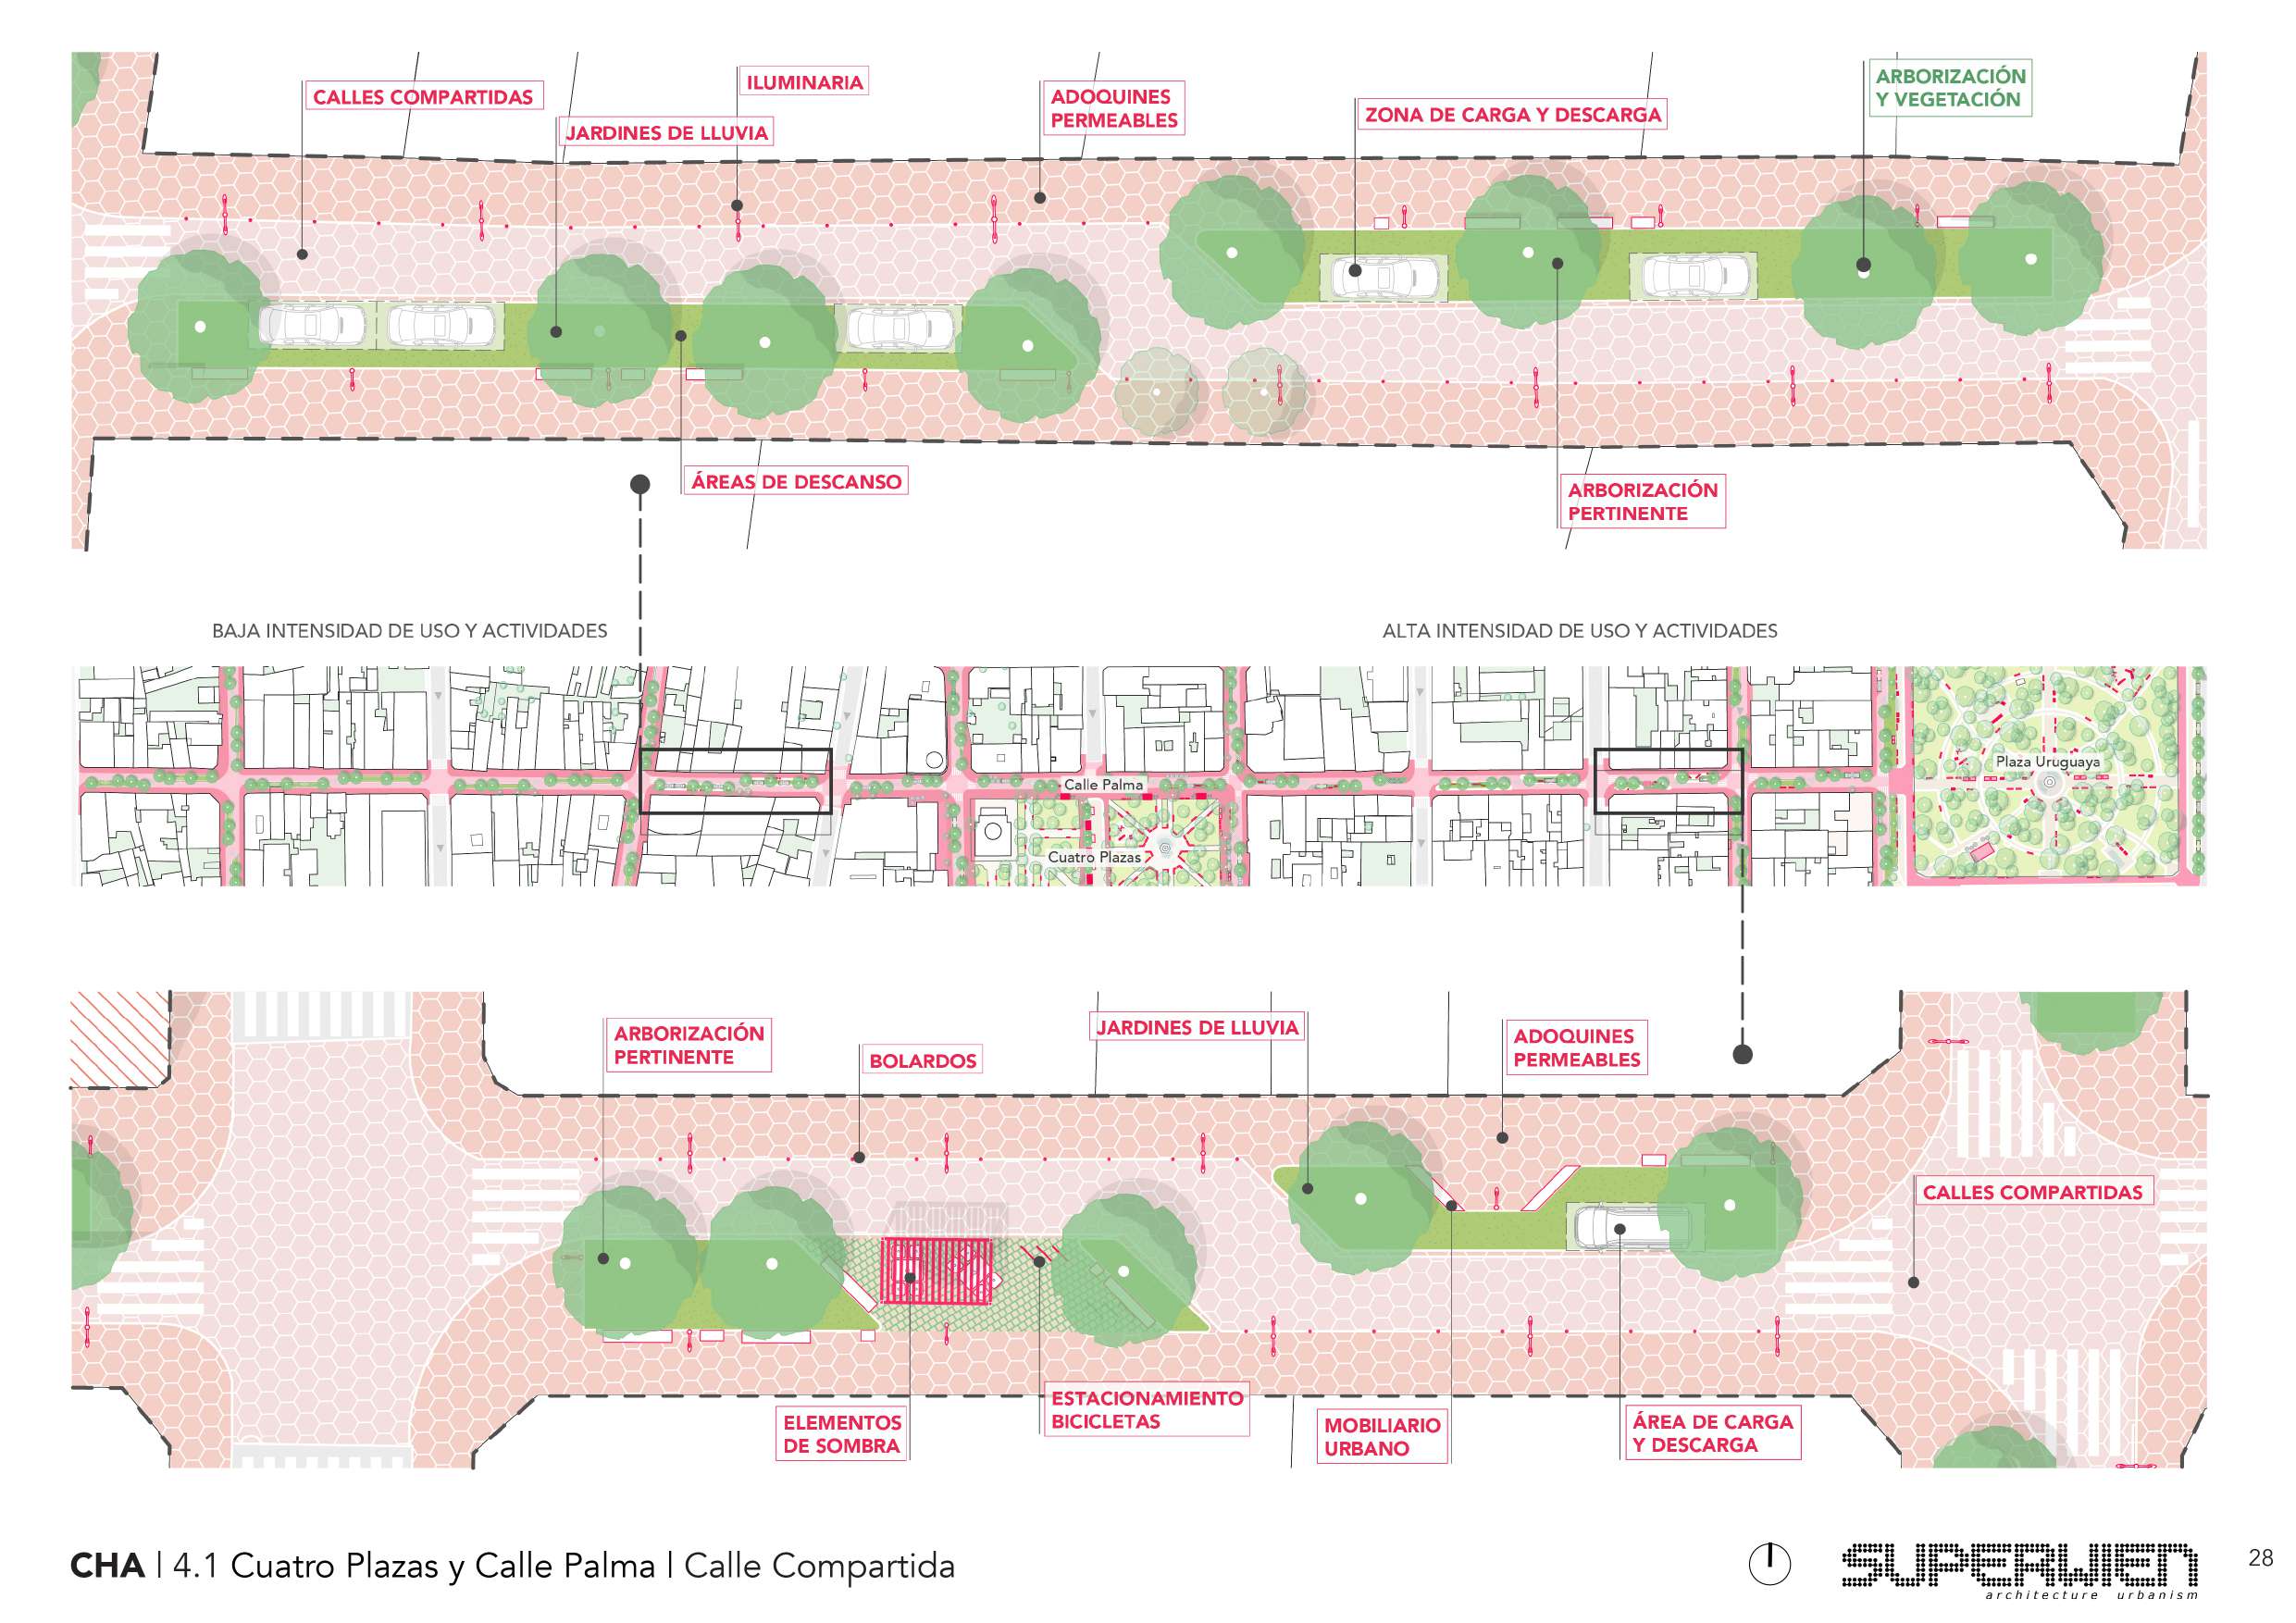 CALLES COMPARTIDAS
JARDINES DE LLUVIA
ILUMINARIA
ADOQUINES
PERMEABLES
ZONA DE CARGA Y DESCARGA
ARBORIZACIÓN
Y VEGETACIÓN
ÁREAS DE DESCANSO
ARBORIZACIÓN
PERTINENTE
BAJA INTENSIDAD DE USO Y ACTIVIDADES
ALTA INTENSIDAD DE USO Y ACTIVIDADES
Calle Palma
Cuatro Plazas
Plaza Uruguaya
ARBORIZACIÓN
PERTINENTE
BOLARDOS
JARDINES DE LLUVIA
ADOQUINES
PERMEABLES
CALLES COMPARTIDAS
ELEMENTOS
DE SOMBRA
ESTACIONAMIENTO
BICICLETAS
MOBILIARIO
URBANO
ÁREA DE CARGA
Y DESCARGA
CHA | 4.1 Cuatro Plazas y Calle Palma | Calle Compartida
SUPERWIEN
architecture urbanism
28